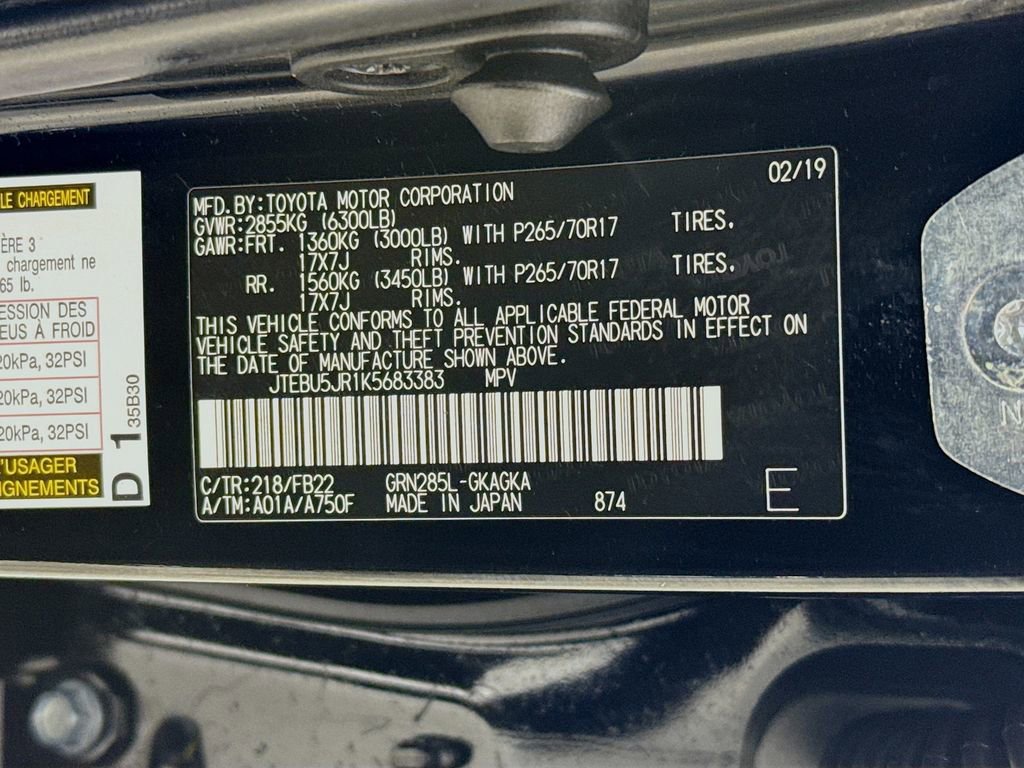 LE CHARGEMENT
ÈRE 3
chargement ne
65 lb.
ESSION DES
EUS À FROID
20kPa, 32PSI
20kPa, 32PSI
20kPa, 32PSI
'USAGER
IGNEMENTS
D 1 35B30
02/19
MFD.BY:TOYOTA MOTOR CORPORATION
GVWR:2855KG (6300LB)
GAWR:FRT. 1360KG (3000LB) WITH P265/70R17 TIRES.
17X7J RIMS.
RR. 1560KG (3450LB) WITH P265/70R17 TIRES.
17X7J RIMS.
THIS VEHICLE CONFORMS TO ALL APPLICABLE FEDERAL MOTOR
VEHICLE SAFETY AND THEFT PREVENTION STANDARDS IN EFFECT ON
THE DATE OF MANUFACTURE SHOWN ABOVE.
JTEBU5JR1K5683383 MPV
C/TR:218/FB22 GRN285L-GKAGKA
A/TM:A01A/A750F MADE IN JAPAN 874 E